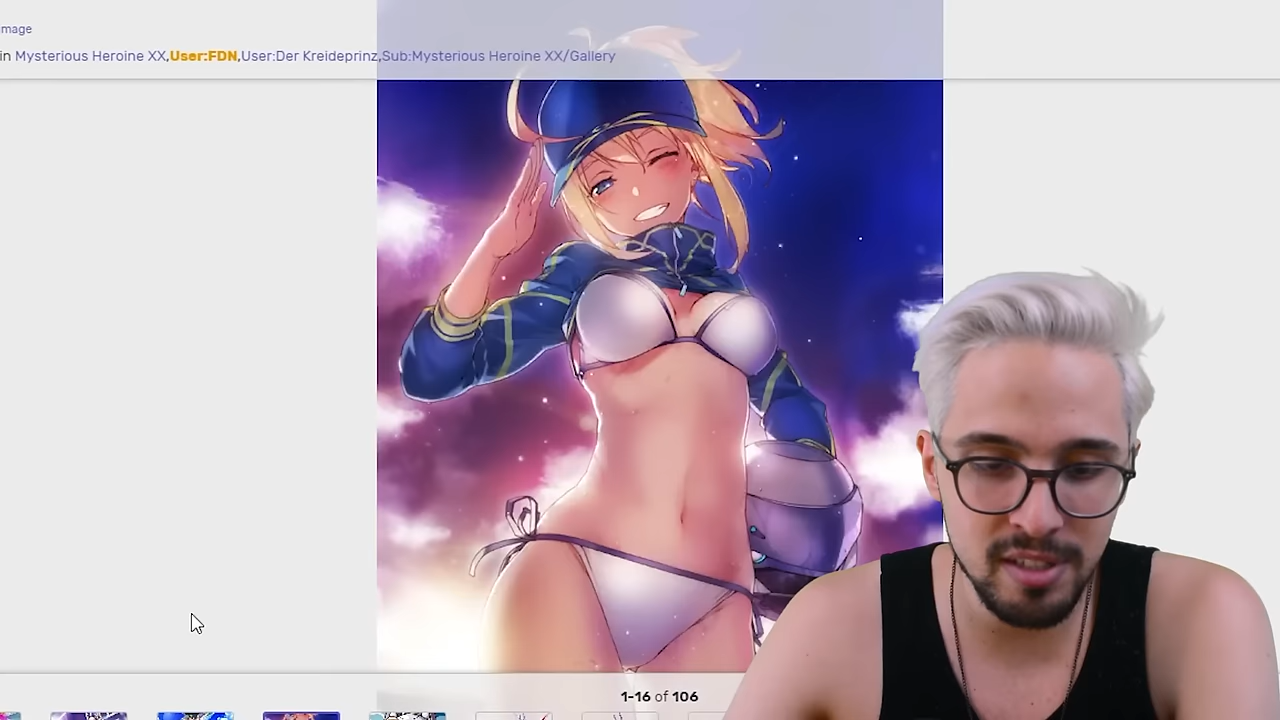 mage
in Mysterious Heroine XX,User:FDN,User:Der Kreideprinz,Sub:Mysterious Heroine XX/Gallery
1-16 of 106